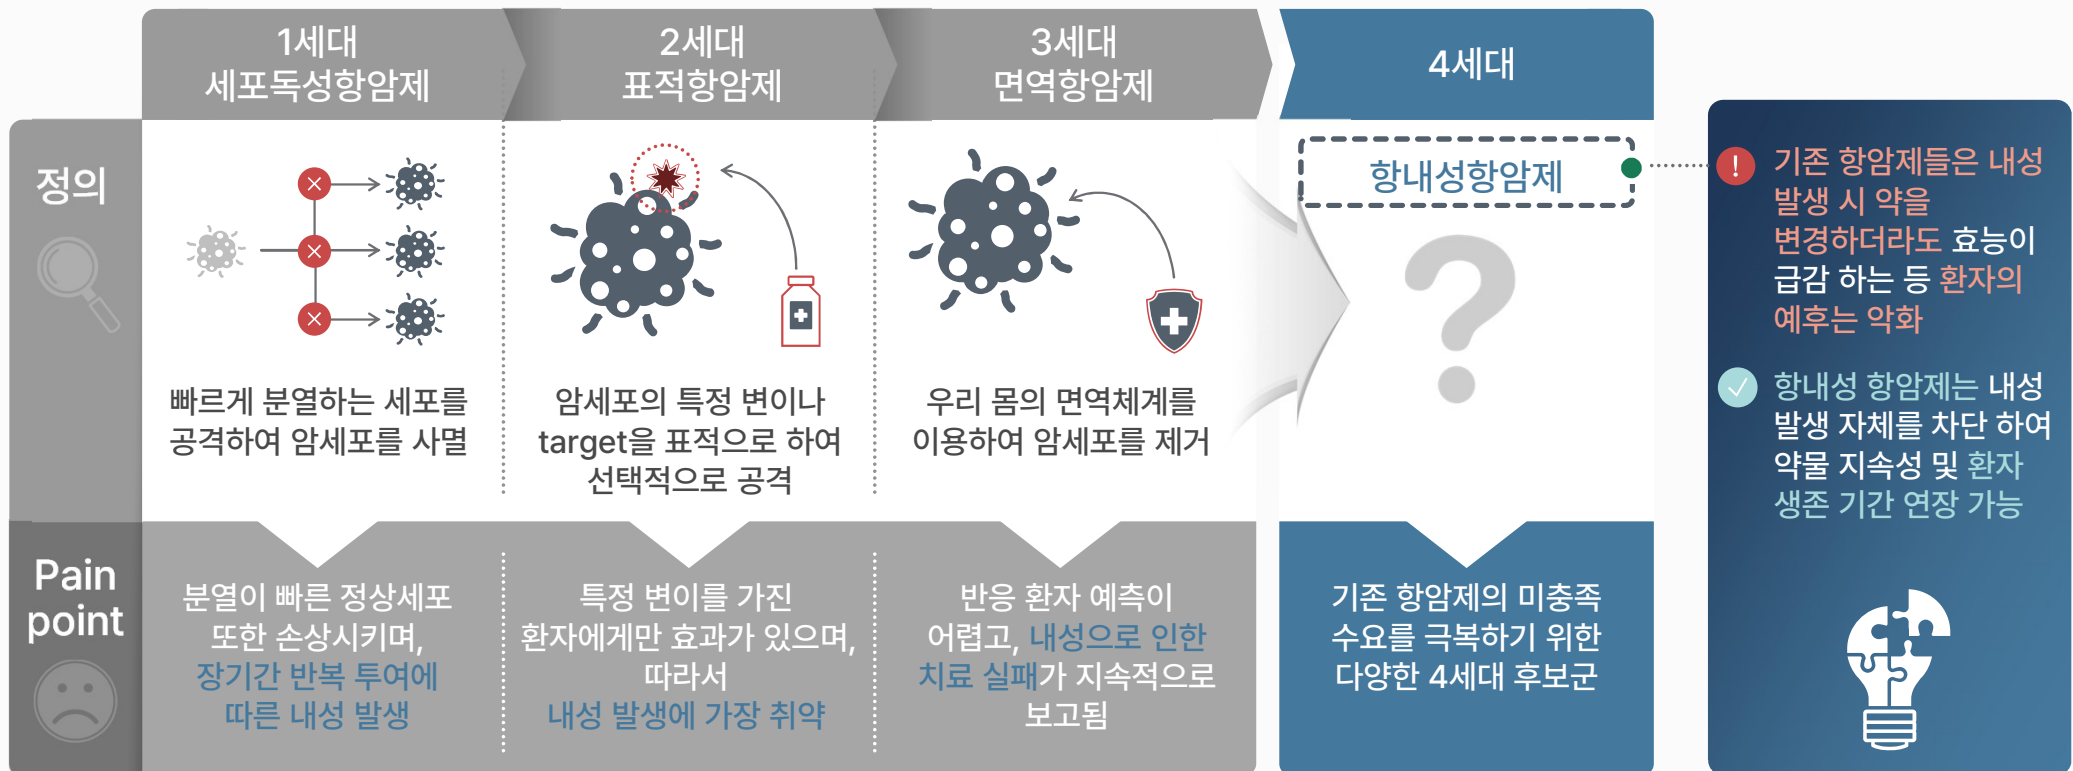 1세대
세포독성항암제
2세대
표적항암제
3세대
면역항암제
4세대
정의
빠르게 분열하는 세포를
공격하여 암세포를 사멸
암세포의 특정 변이나
target을 표적으로 하여
선택적으로 공격
우리 몸의 면역체계를
이용하여 암세포를 제거
항내성항암제
?
Pain
point
분열이 빠른 정상세포
또한 손상시키며,
장기간 반복 투여에
따른 내성 발생
특정 변이를 가진
환자에게만 효과가 있으며,
따라서
내성 발생에 가장 취약
반응 환자 예측이
어렵고, 내성으로 인한
치료 실패가 지속적으로
보고됨
기존 항암제의 미충족
수요를 극복하기 위한
다양한 4세대 후보군
! 기존 항암제들은 내성
발생 시 약을
변경하더라도 효능이
급감 하는 등 환자의
예후는 악화
항내성 항암제는 내성
발생 자체를 차단 하여
약물 지속성 및 환자
생존 기간 연장 가능